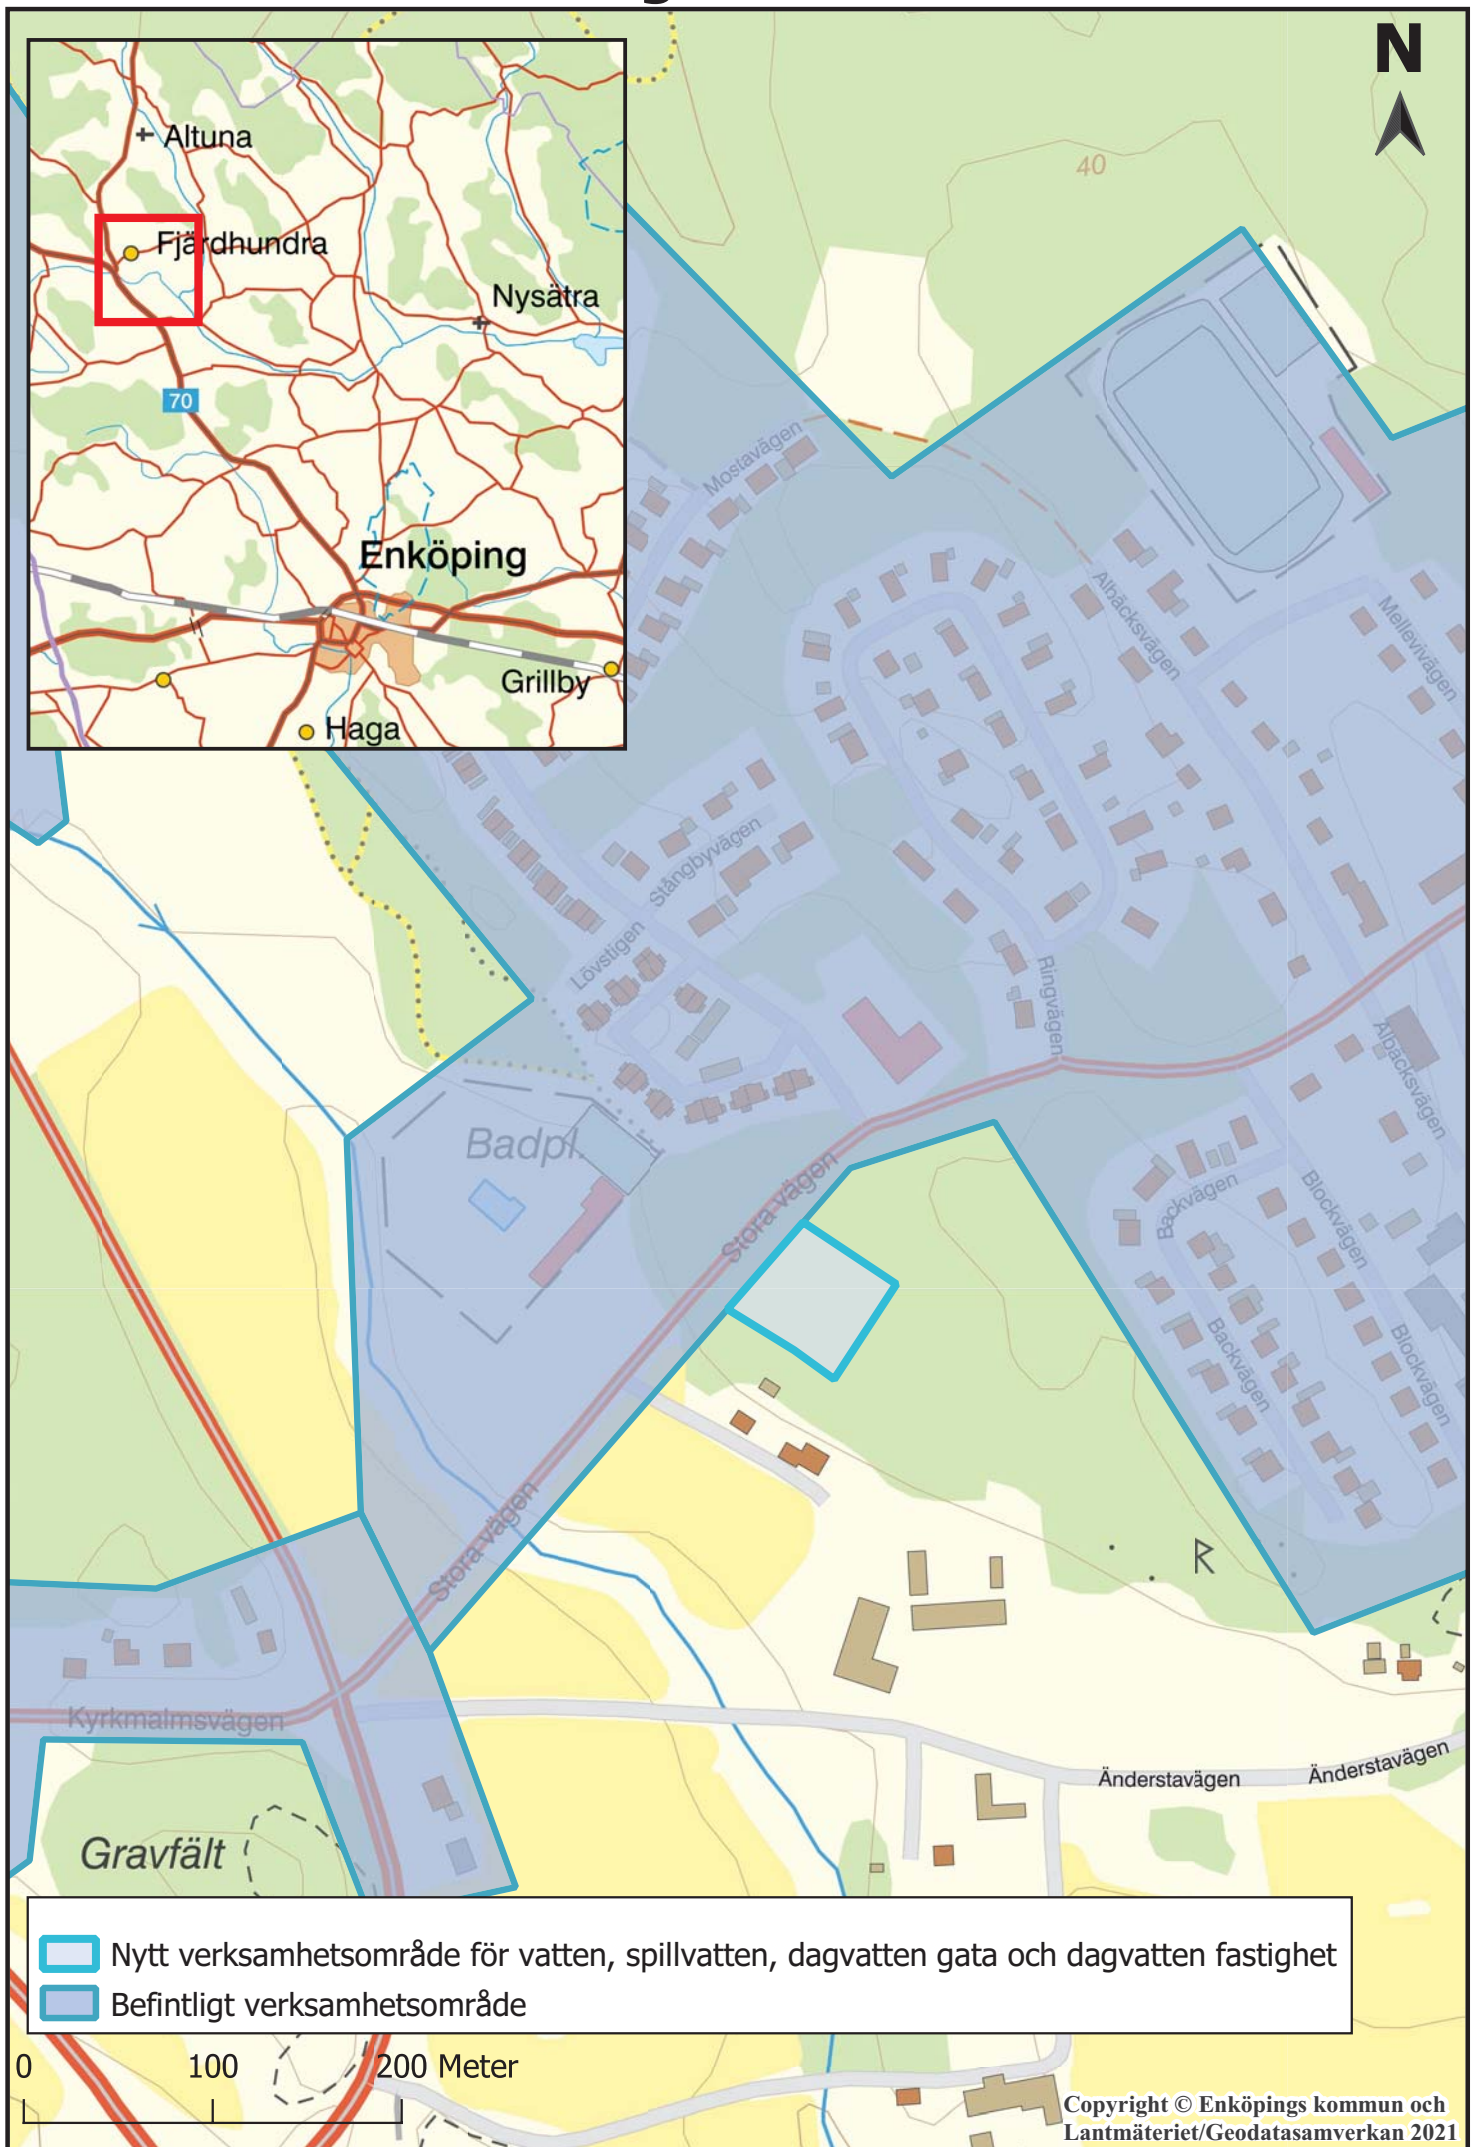 N
40
Altuna
Fjärdhundra
Nysätra
70
Enköping
Grillby
Haga
Mostavägen
Albäcksvägen
Mellevivägen
Stångbyvägen
Lövstigen
Ringvägen
Albäcksvägen
Badpl.
Stora vägen
Backvägen
Blockvägen
Backvägen
Blockvägen
Stora vägen
R
Kyrkmalmsvägen
Änderstavägen
Änderstavägen
Gravfält
Nytt verksamhetsområde för vatten, spillvatten, dagvatten gata och dagvatten fastighet
Befintligt verksamhetsområde
0 100 200 Meter
Copyright © Enköpings kommun och
Lantmäteriet/Geodatasamverkan 2021